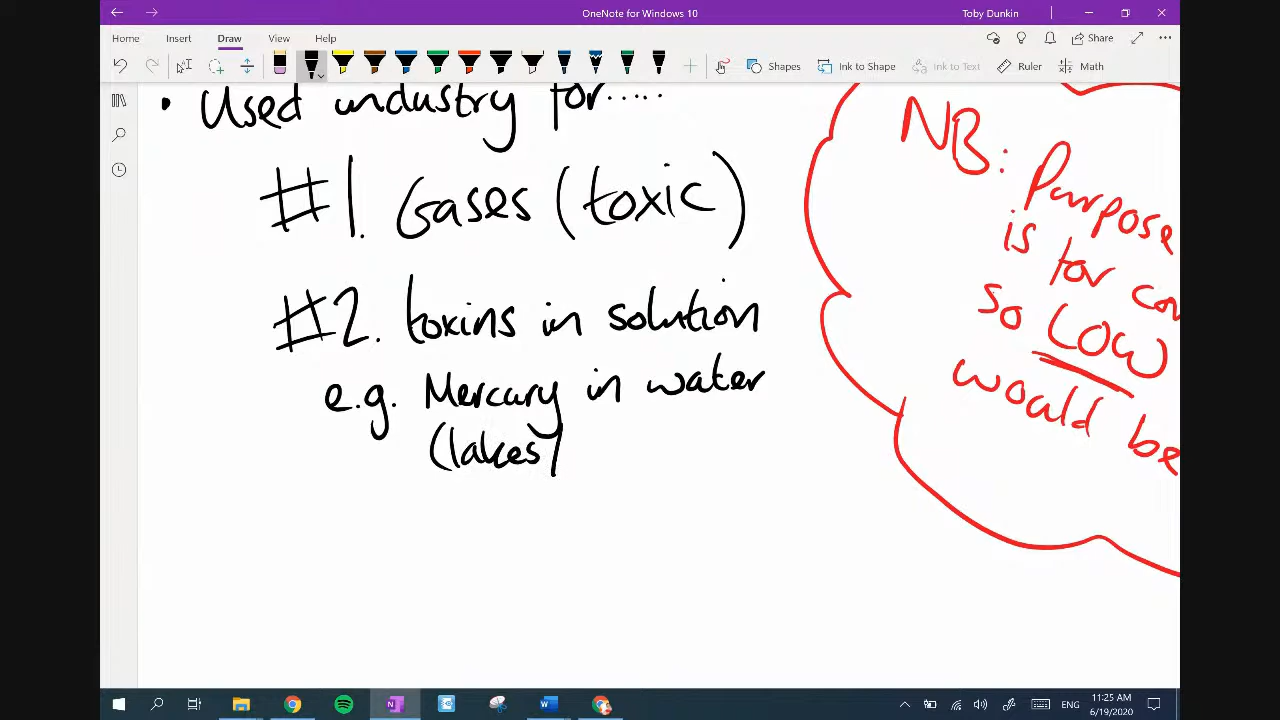 OneNote for Windows 10
Toby Dunkin
Home Insert Draw View Help
Share
Shapes
Ink to Shape
Ink to Text
Ruler
Math
• Used industry for.....
#1. Gases (toxic)
#2. toxins in solution
e.g. Mercury in water
(lakes)
NB: Purpose
is for
so LOW
would be
11:25 AM
6/19/2020